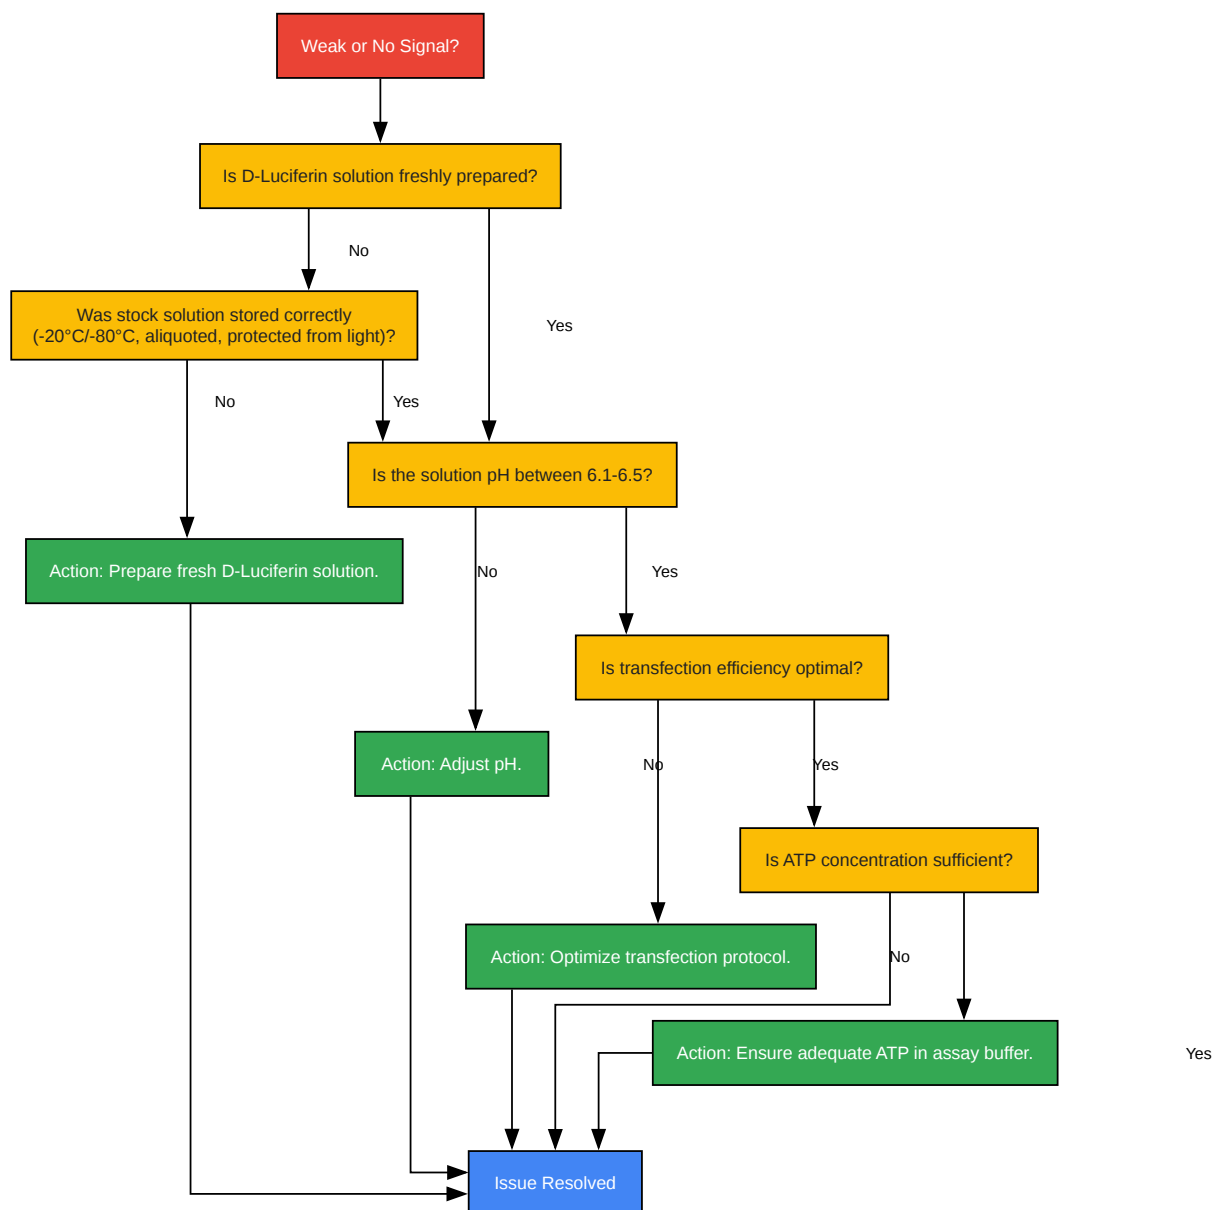 Weak or No Signal?
Is D-Luciferin solution freshly prepared?
No
Was stock solution stored correctly
(-20°C/-80°C, aliquoted, protected from light)?
Yes
No
Yes
Is the solution pH between 6.1-6.5?
Action: Prepare fresh D-Luciferin solution.
No
Yes
Is transfection efficiency optimal?
Action: Adjust pH.
No
Yes
Is ATP concentration sufficient?
Action: Optimize transfection protocol.
No
Action: Ensure adequate ATP in assay buffer.
Yes
Issue Resolved